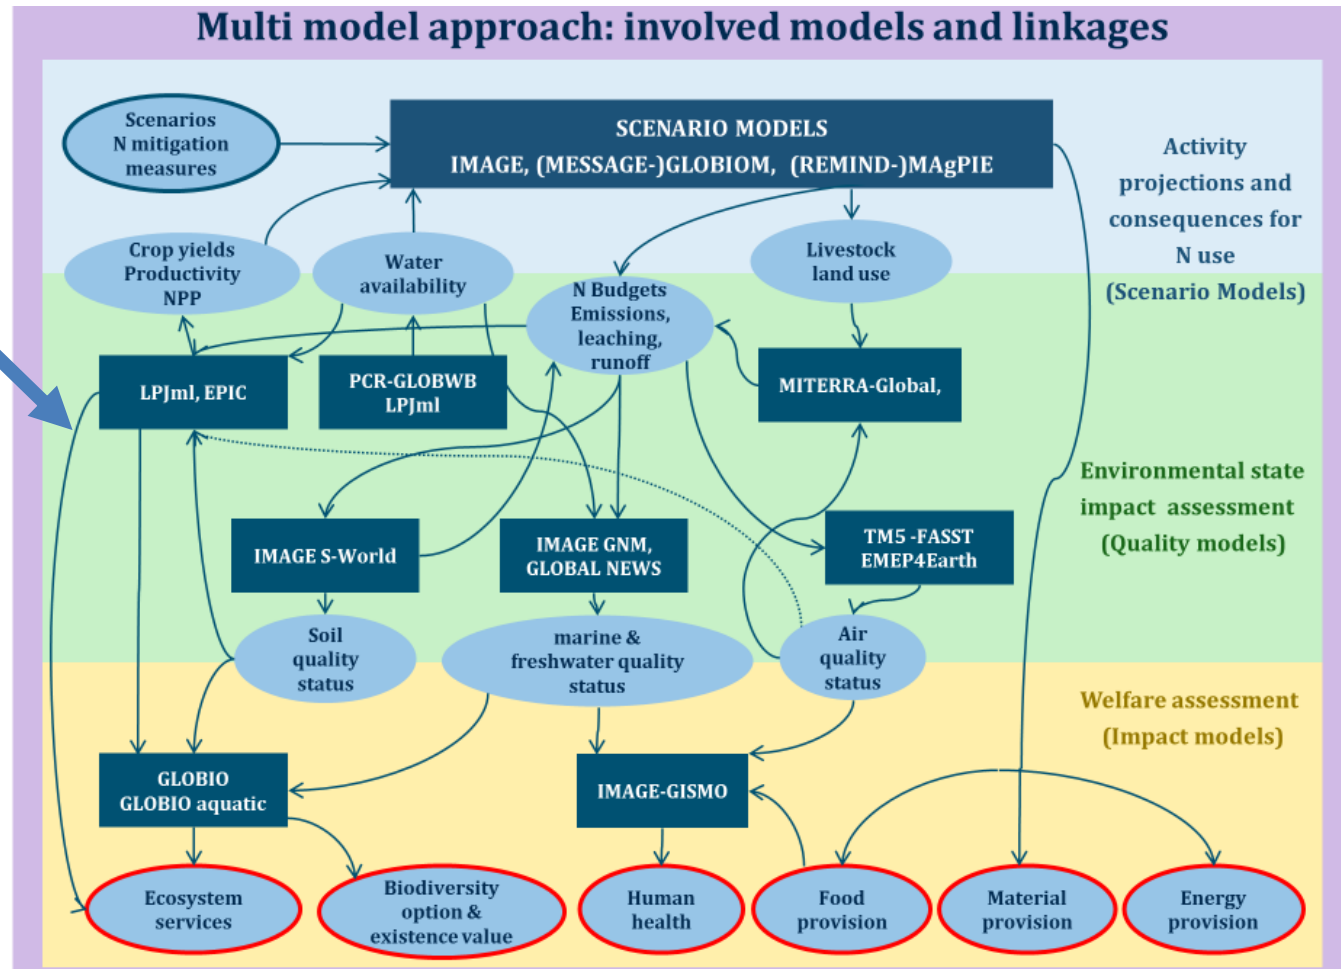 Multi model approach: involved models and linkages
Scenarios
N mitigation
measures
SCENARIO MODELS
IMAGE, (MESSAGE-)GLOBIOM, (REMIND-)MAgPIE
Activity
projections and
consequences for
N use
(Scenario Models)
Crop yields
Productivity
NPP
Water
availability
Livestock
land use
N Budgets
Emissions,
leaching,
runoff
LPJml, EPIC
PCR-GLOBWB
LPJml
MITERRA-Global,
Environmental state
impact assessment
(Quality models)
IMAGE S-World
IMAGE GNM,
GLOBAL NEWS
TM5 -FASST
EMEP4Earth
Soil
quality
status
marine &
freshwater quality
status
Air
quality
status
Welfare assessment
(Impact models)
GLOBIO
GLOBIO aquatic
IMAGE-GISMO
Ecosystem
services
Biodiversity
option &
existence value
Human
health
Food
provision
Material
provision
Energy
provision